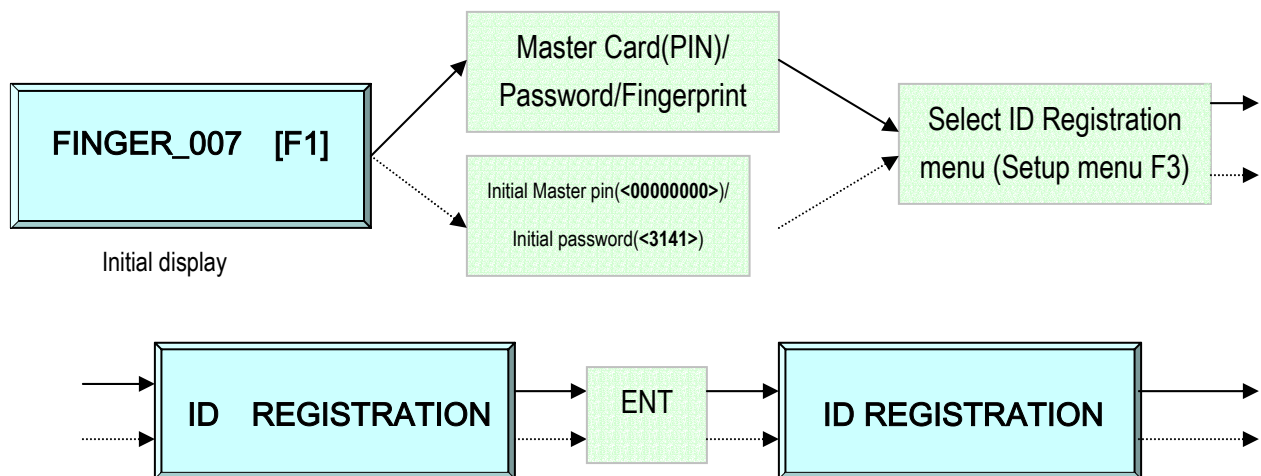 FINGER_007 [F1]
Initial display
Master Card(PIN)/
Password/Fingerprint
Initial Master pin(<00000000>)/
Initial password(<3141>)
Select ID Registration
menu (Setup menu F3)
ID REGISTRATION
ENT
ID REGISTRATION